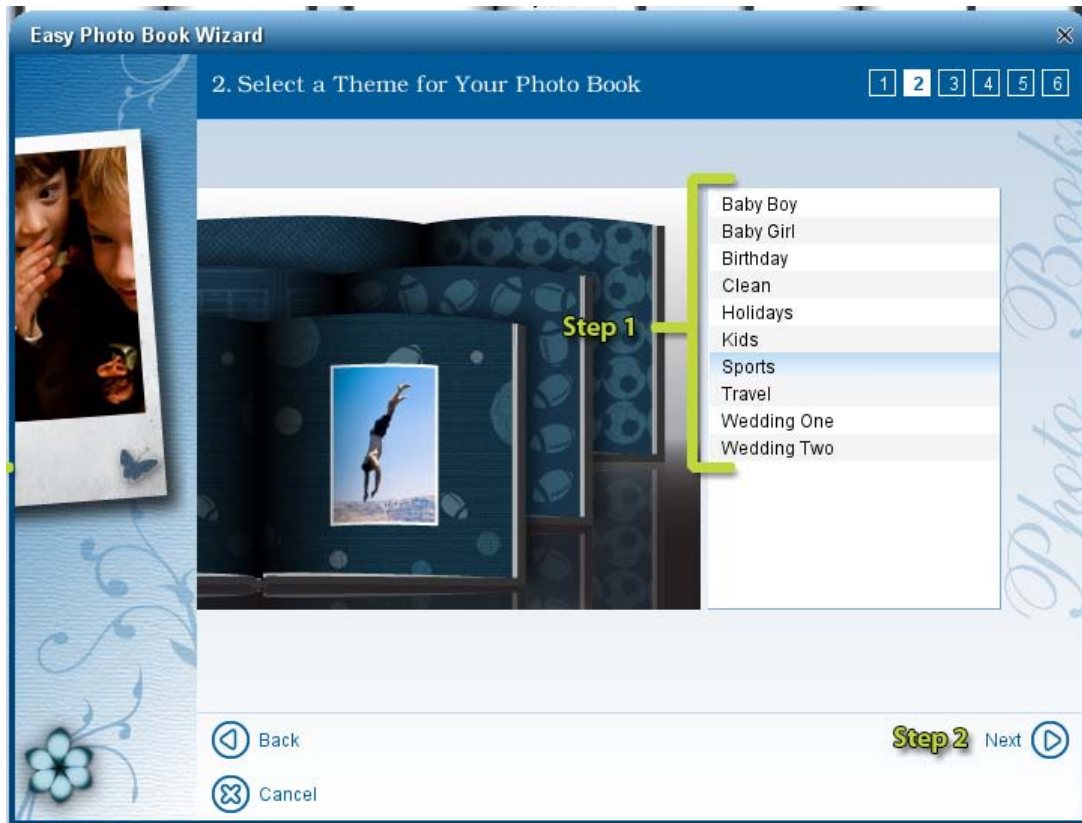 Easy Photo Book Wizard
2. Select a Theme for Your Photo Book
1 2 3 4 5 6
Baby Boy
Baby Girl
Birthday
Clean
Holidays
Kids
Sports
Travel
Wedding One
Wedding Two
Step 1
Photo Books
Back
Step 2 Next
Cancel